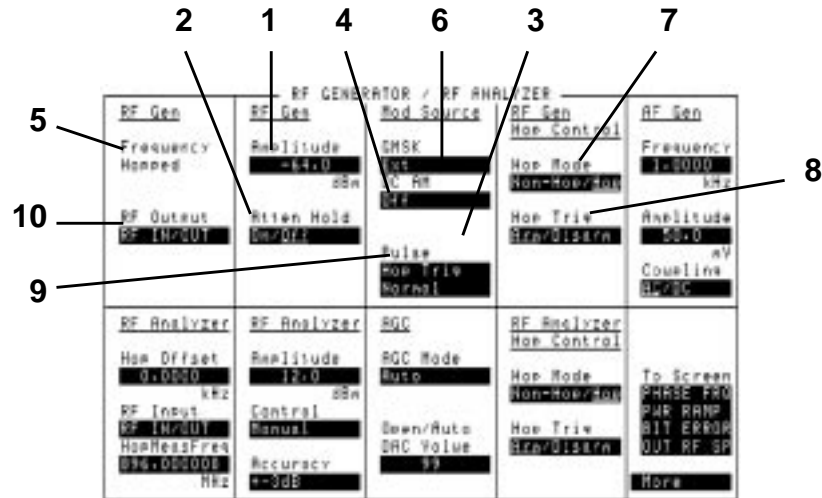 2 1 4 6 3 7
5
10
9
8
RF GENERATOR / RF ANALYZER
RF Gen
Frequency
Hopped
RF Output
RF IN/OUT
RF Gen
Amplitude
-64.0
dBm
Atten Hold
On/Off
Mod Source
GMSK
Ext
DC AM
Off
Pulse
Hop Trig
Normal
RF Gen
Hop Control
Hop Mode
Non-Hop/Hop
Hop Trig
Arm/Disarm
AF Gen
Frequency
1.0000
kHz
Amplitude
50.0
mV
Coupling
AC/DC
RF Analyzer
Hop Offset
0.0000
kHz
RF Input
RF IN/OUT
HopMeasFreq
896.000000
MHz
RF Analyzer
Amplitude
12.0
dBm
Control
Manual
Accuracy
+-3dB
AGC
AGC Mode
Auto
Open/Auto
DAC Value
99
RF Analyzer
Hop Control
Hop Mode
Non-Hop/Hop
Hop Trig
Arm/Disarm
To Screen
PHASE FRQ
PWR RAMP
BIT ERROR
OUT RF SP
More